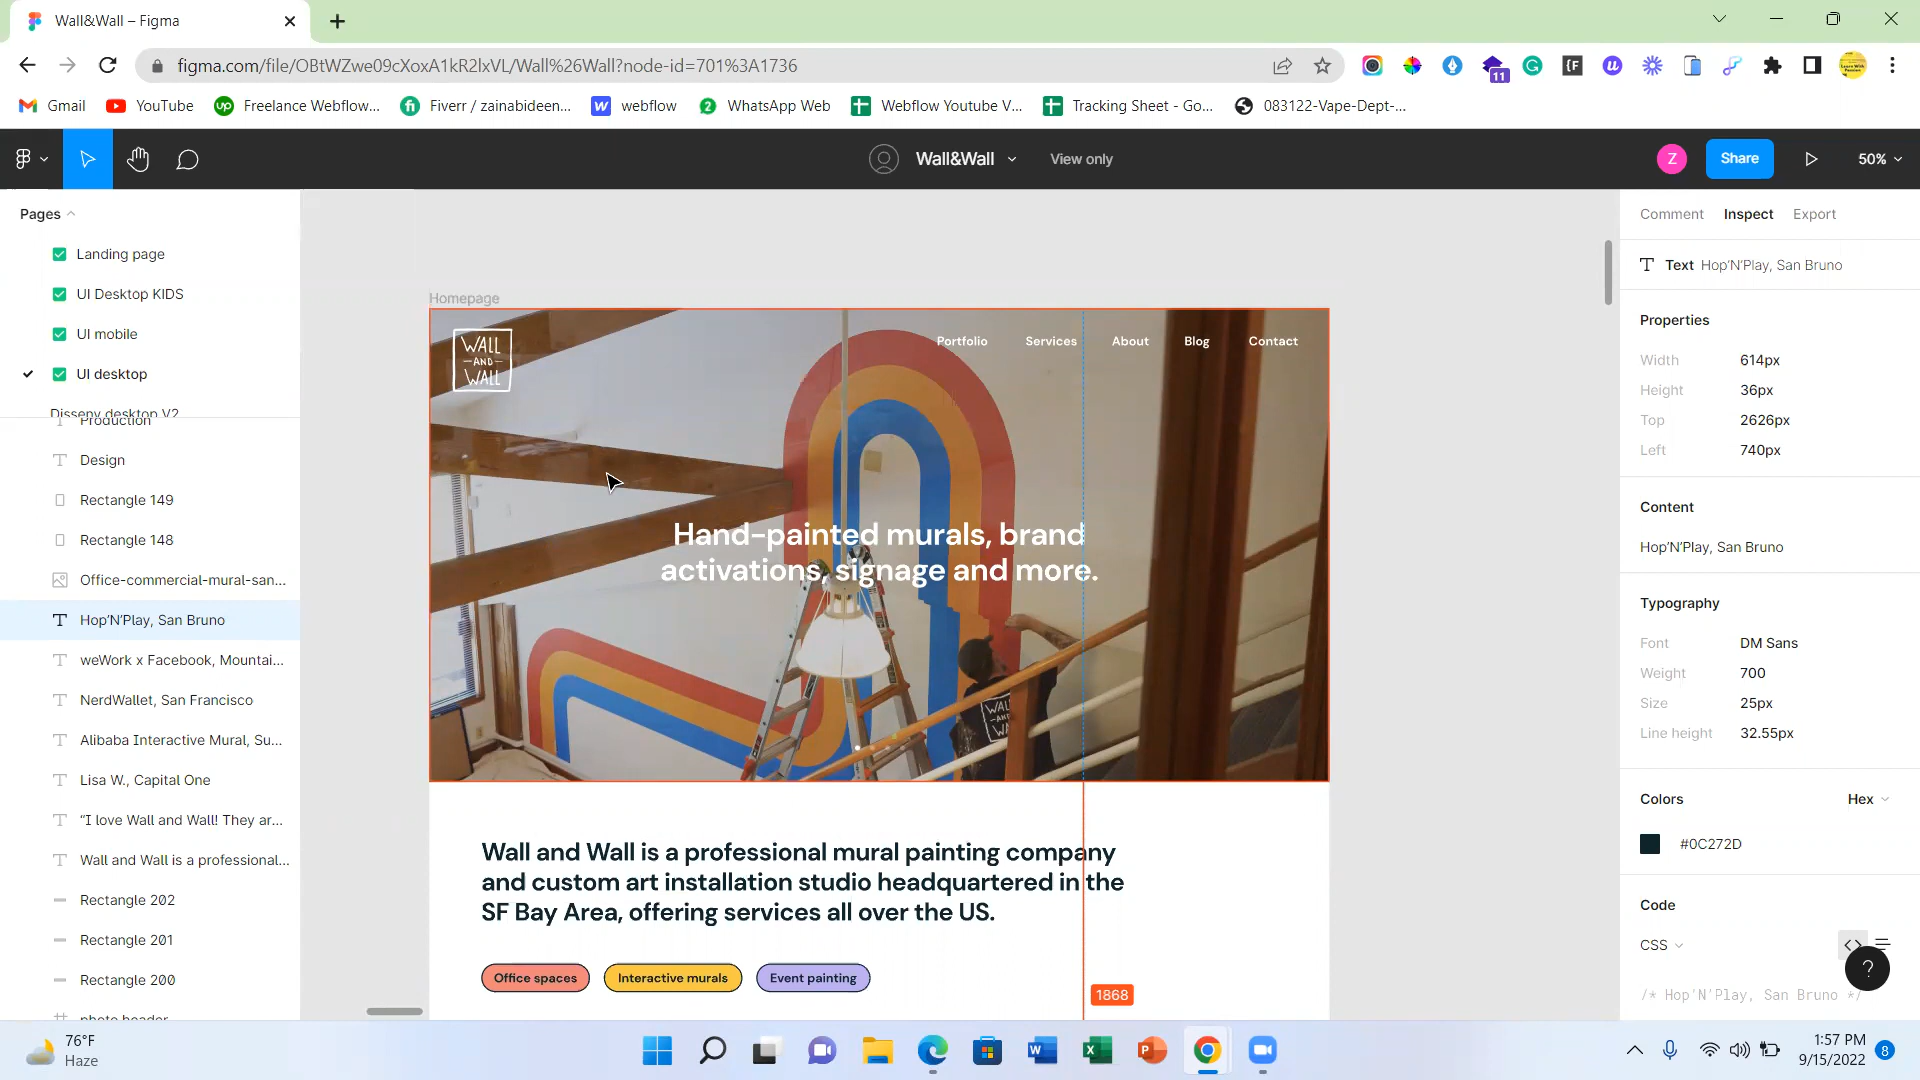 Wall&Wall – Figma
figma.com/file/OBtWZwe09cXoxA1kR2lxVL/Wall%26Wall?node-id=701%3A1736
11
Gmail
YouTube
Freelance Webflow...
Fiverr / zainabideen...
webflow
WhatsApp Web
Webflow Youtube V...
Tracking Sheet - Go...
083122-Vape-Dept-...
Wall&Wall
View only
Z
Share
50%
Pages
Landing page
UI Desktop KIDS
UI mobile
UI desktop
Disseny desktop V2
Production
Design
Rectangle 149
Rectangle 148
Office-commercial-mural-san...
Hop'N'Play, San Bruno
weWork x Facebook, Mountai...
NerdWallet, San Francisco
Alibaba Interactive Mural, Su...
Lisa W., Capital One
“I love Wall and Wall! They ar...
Wall and Wall is a professional...
Rectangle 202
Rectangle 201
Rectangle 200
photo header
Homepage
WALL
AND
WALL
Portfolio
Services
About
Blog
Contact
Hand-painted murals, brand
activations, signage and more.
Wall and Wall is a professional mural painting company
and custom art installation studio headquartered in the
SF Bay Area, offering services all over the US.
Office spaces
Interactive murals
Event painting
1868
Comment
Inspect
Export
Text Hop'N'Play, San Bruno
Properties
Width 614px
Height 36px
Top 2626px
Left 740px
Content
Hop'N'Play, San Bruno
Typography
Font DM Sans
Weight 700
Size 25px
Line height 32.55px
Colors
Hex
#0C272D
Code
CSS
?
/* Hop'N'Play, San Bruno */
76°F
Haze
1:57 PM
9/15/2022
8